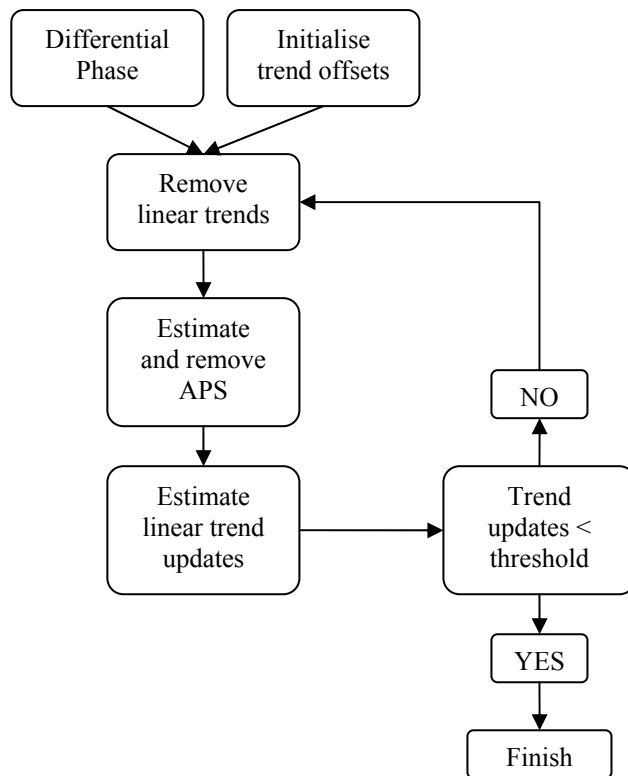 Differential
Phase
Initialise
trend offsets
Remove
linear trends
Estimate
and remove
APS
NO
Estimate
linear trend
updates
Trend
updates <
threshold
YES
Finish